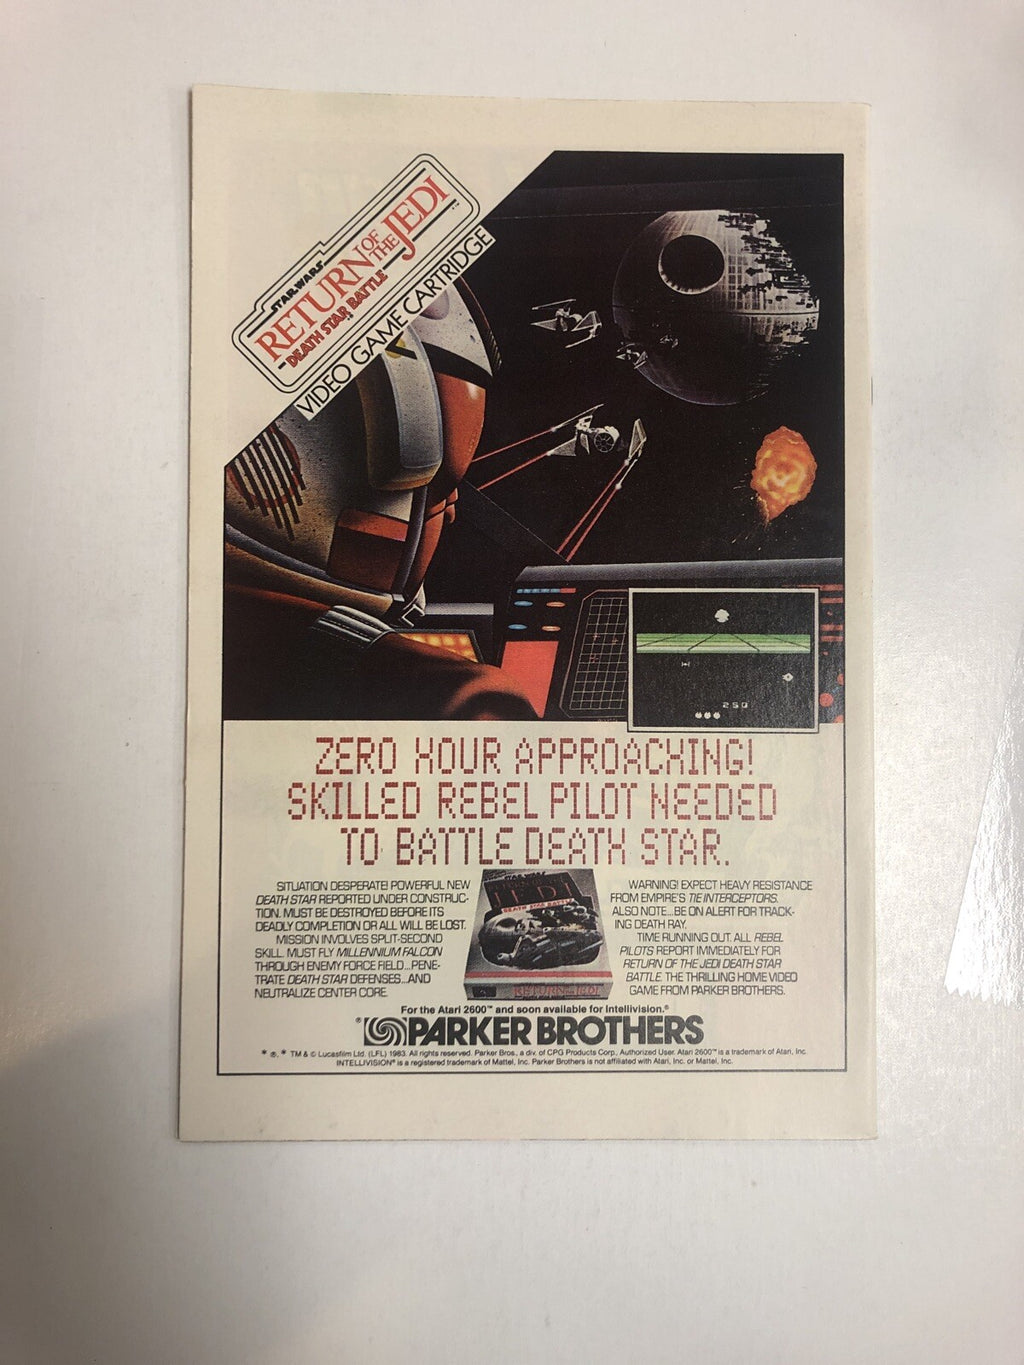 STAR WARS
RETURN OF THE JEDI
DEATH STAR BATTLE
VIDEO GAME CARTRIDGE
250
ZERO HOUR APPROACHING!
SKILLED REBEL PILOT NEEDED
TO BATTLE DEATH STAR.
SITUATION DESPERATE! POWERFUL NEW
DEATH STAR REPORTED UNDER CONSTRUC-
TION. MUST BE DESTROYED BEFORE ITS
DEADLY COMPLETION OR ALL WILL BE LOST.
MISSION INVOLVES SPLIT-SECOND
SKILL. MUST FLY MILLENNIUM FALCON
THROUGH ENEMY FORCE FIELD...PENE-
TRATE DEATH STAR DEFENSES...AND
NEUTRALIZE CENTER CORE.
JEDI
DEATH STAR BATTLE
RETURN OF THE JEDI
WARNING! EXPECT HEAVY RESISTANCE
FROM EMPIRE'S TIE INTERCEPTORS.
ALSO NOTE...BE ON ALERT FOR TRACK-
ING DEATH RAY.
TIME RUNNING OUT. ALL REBEL
PILOTS REPORT IMMEDIATELY FOR
RETURN OF THE JEDI DEATH STAR
BATTLE. THE THRILLING HOME VIDEO
GAME FROM PARKER BROTHERS.
For the Atari 2600™ and soon available for Intellivision.®
® PARKER BROTHERS
* ®, * TM & © Lucasfilm Ltd. (LFL) 1983. All rights reserved. Parker Bros., a div. of CPG Products Corp., Authorized User. Atari 2600™ is a trademark of Atari, Inc.
INTELLIVISION® is a registered trademark of Mattel, Inc. Parker Brothers is not affiliated with Atari, Inc. or Mattel, Inc.